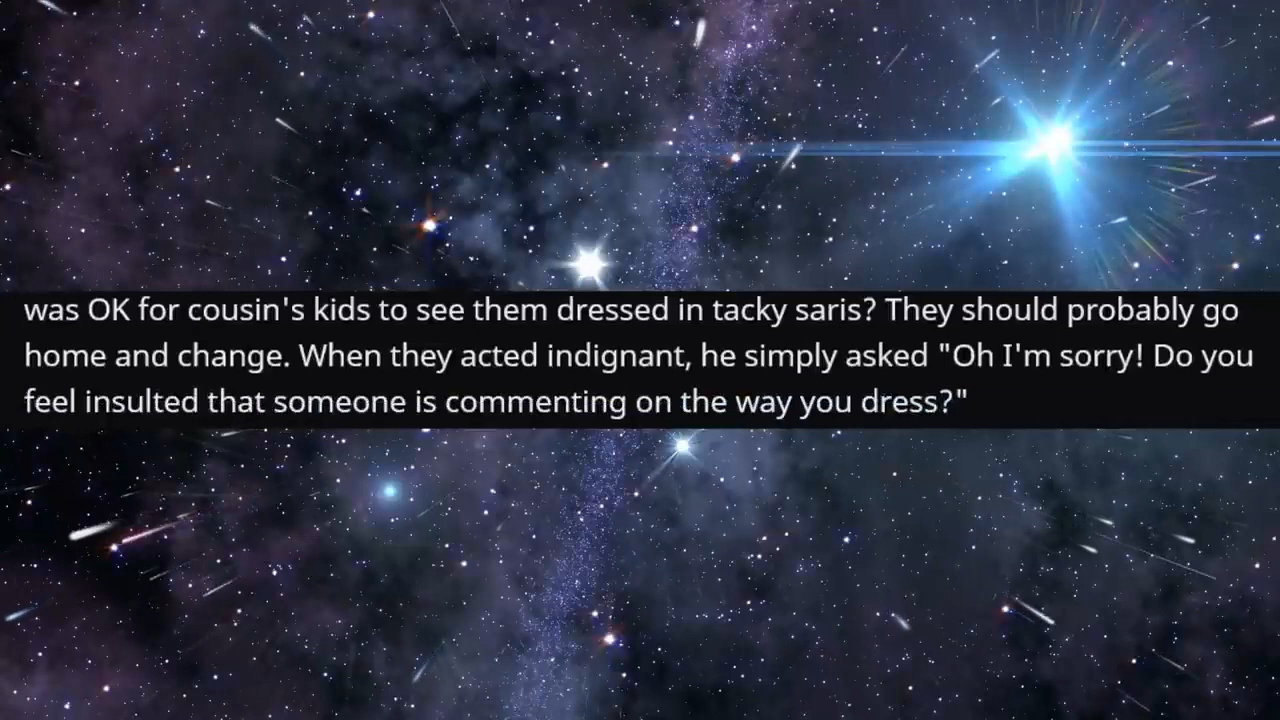 was OK for cousin's kids to see them dressed in tacky saris? They should probably go
home and change. When they acted indignant, he simply asked "Oh I'm sorry! Do you
feel insulted that someone is commenting on the way you dress?"